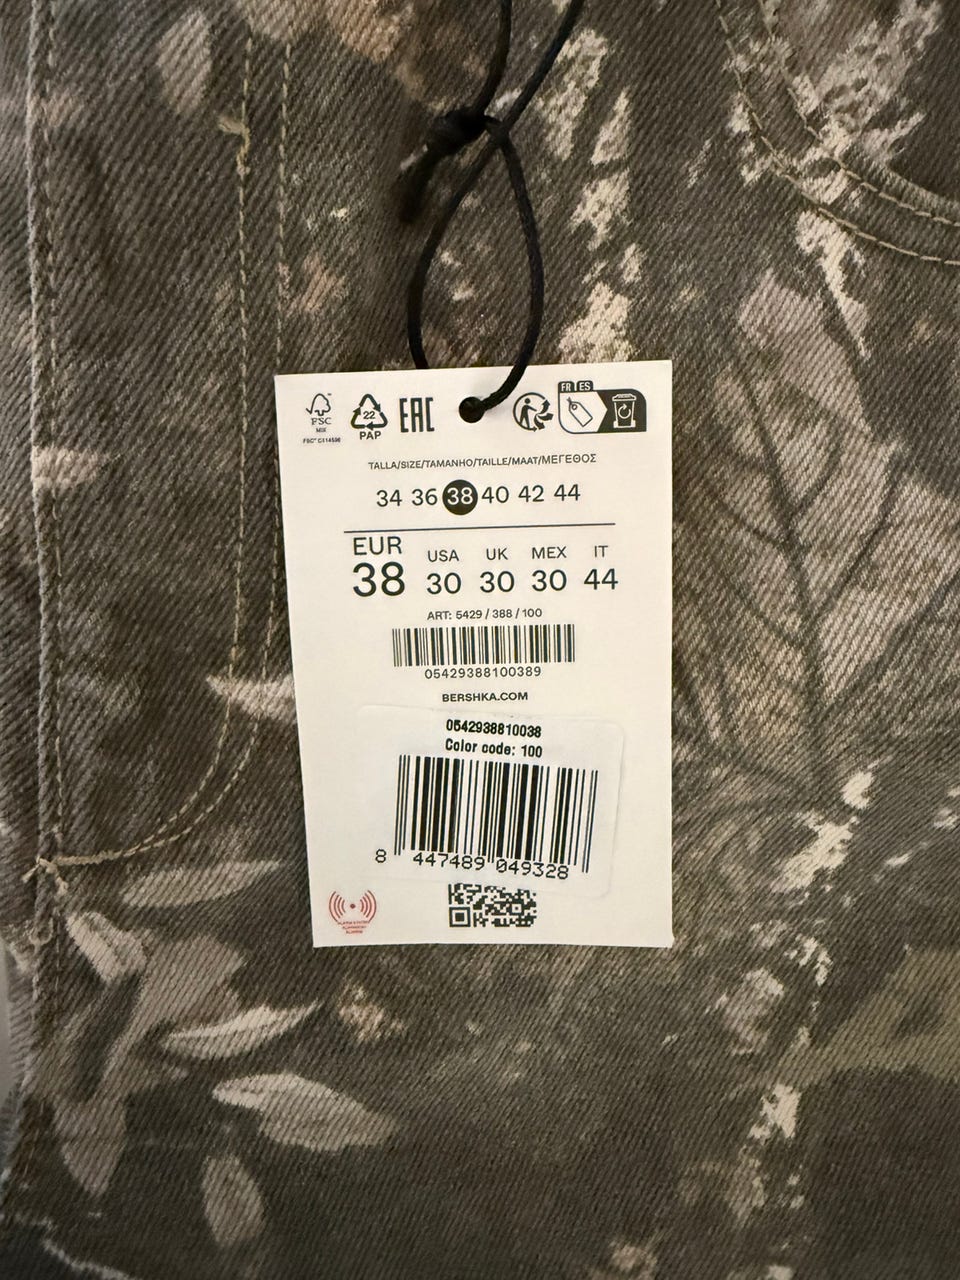 FSC
MIX
FSC® C114598
22
PAP
EAC
FR ES
TALLA/SIZE/TAMANHO/TAILLE/MAAT/ΜΕΓΕΘΟΣ
34 36 38 40 42 44
EUR USA UK MEX IT
38 30 30 30 44
ART: 5429 / 388 / 100
05429388100389
BERSHKA.COM
0542938810038
Color code: 100
8 447489 049328